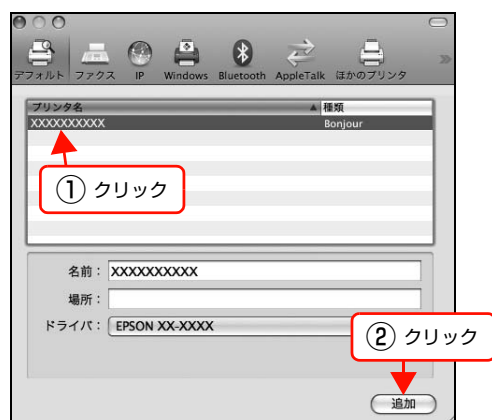 デフォルト ファクス IP Windows Bluetooth AppleTalk ほかのプリンタ
プリンタ名 種類
XXXXXXXXXX Bonjour
① クリック
名前： XXXXXXXXXX
場所：
ドライバ： EPSON XX-XXXX
② クリック
追加